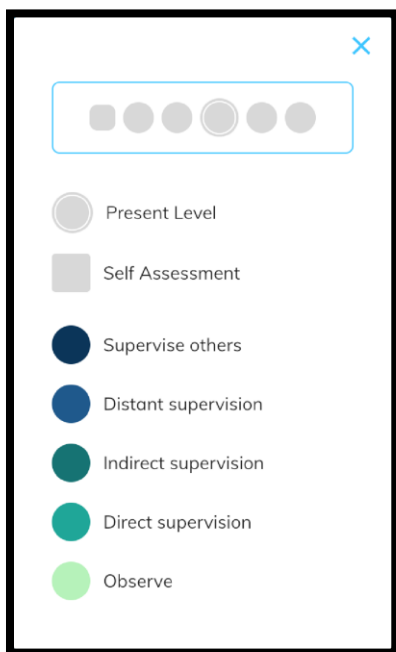 Present Level
Self Assessment
Supervise others
Distant supervision
Indirect supervision
Direct supervision
Observe